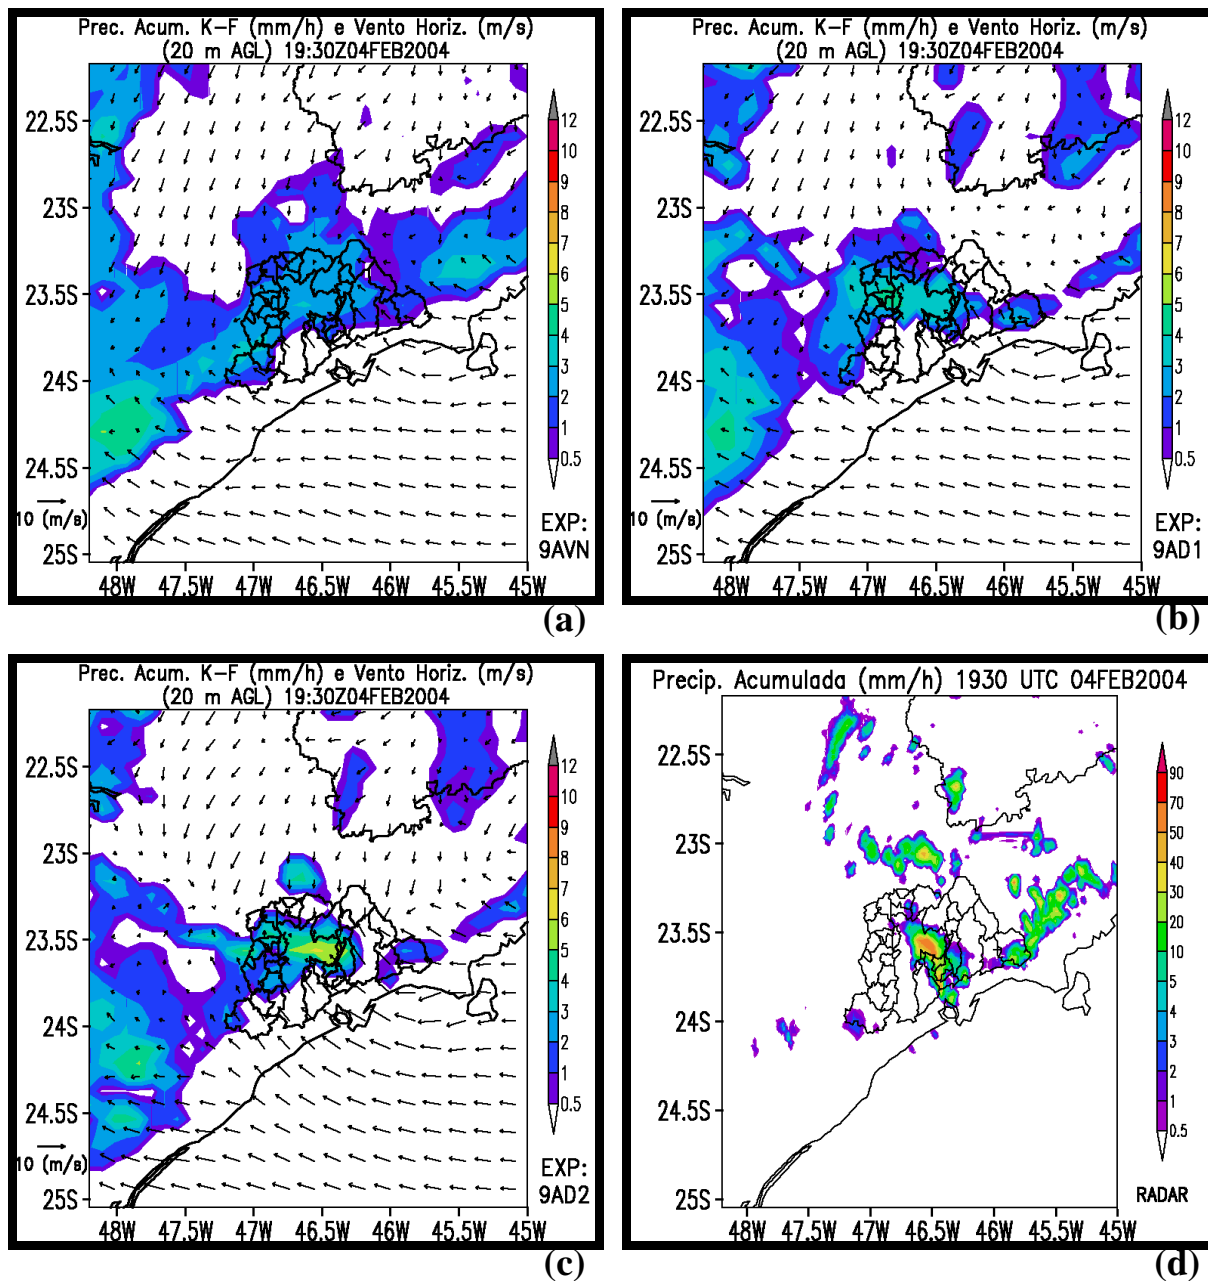 Prec. Acum. K-F (mm/h) e Vento Horiz. (m/s)
(20 m AGL) 19:30Z04FEB2004
22.5S
23S
23.5S
24S
24.5S
25S
48W 47.5W 47W 46.5W 46W 45.5W 45W
12
10
9
8
7
6
5
4
3
2
1
0.5
10 (m/s)
EXP:
9AVN
(a)
Prec. Acum. K-F (mm/h) e Vento Horiz. (m/s)
(20 m AGL) 19:30Z04FEB2004
22.5S
23S
23.5S
24S
24.5S
25S
48W 47.5W 47W 46.5W 46W 45.5W 45W
12
10
9
8
7
6
5
4
3
2
1
0.5
10 (m/s)
EXP:
9AD1
(b)
Prec. Acum. K-F (mm/h) e Vento Horiz. (m/s)
(20 m AGL) 19:30Z04FEB2004
22.5S
23S
23.5S
24S
24.5S
25S
48W 47.5W 47W 46.5W 46W 45.5W 45W
12
10
9
8
7
6
5
4
3
2
1
0.5
10 (m/s)
EXP:
9AD2
(c)
Precip. Acumulada (mm/h) 1930 UTC 04FEB2004
22.5S
23S
23.5S
24S
24.5S
25S
48W 47.5W 47W 46.5W 46W 45.5W 45W
90
70
50
40
30
20
10
5
4
3
2
1
0.5
RADAR
(d)